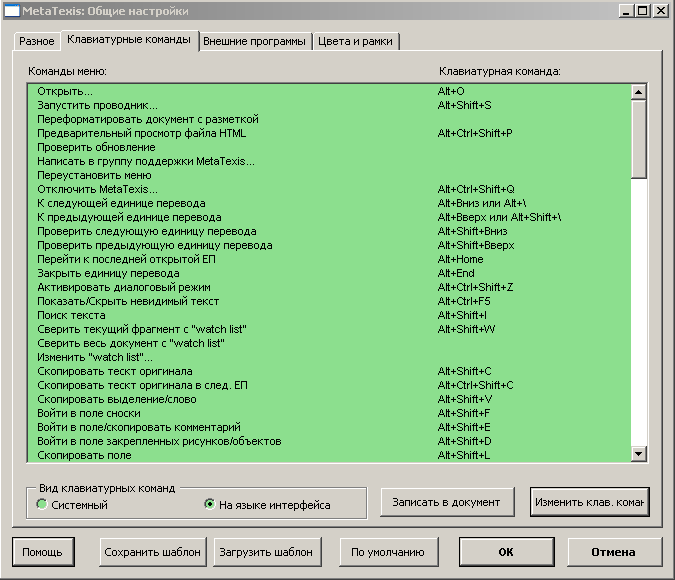 MetaTexis: Общие настройки
Разное Клавиатурные команды Внешние программы Цвета и рамки
Команды меню: Клавиатурная команда:
Открыть... Alt+O
Запустить проводник... Alt+Shift+S
Переформатировать документ с разметкой
Предварительный просмотр файла HTML Alt+Ctrl+Shift+P
Проверить обновление
Написать в группу поддержки MetaTexis...
Переустановить меню
Отключить MetaTexis... Alt+Ctrl+Shift+Q
К следующей единице перевода Alt+Вниз или Alt+\
К предыдующей единице перевода Alt+Вверх или Alt+Shift+\
Проверить следующую единицу перевода Alt+Shift+Вниз
Проверить предыдующую единицу перевода Alt+Shift+Вверх
Перейти к последней открытой ЕП Alt+Home
Закрыть единицу перевода Alt+End
Активировать диалоговый режим Alt+Ctrl+Shift+Z
Показать/Скрыть невидимый текст Alt+Ctrl+F5
Поиск текста Alt+Shift+I
Сверить текущий фрагмент с "watch list" Alt+Shift+W
Сверить весь документ с "watch list"
Изменить "watch list"...
Скопировать тескт оригинала Alt+Shift+C
Скопировать тескт оригинала в след. ЕП Alt+Ctrl+Shift+C
Скопировать выделение/слово Alt+Shift+V
Войти в поле сноски Alt+Shift+F
Войти в поле/скопировать комментарий Alt+Shift+E
Войти в поле закрепленных рисунков/объектов Alt+Shift+D
Скопировать поле Alt+Shift+L
Вид клавиатурных команд
Системный На языке интерфейса Записать в документ Изменить клав. коман
Помощь Сохранить шаблон Загрузить шаблон По умолчанию ОК Отмена